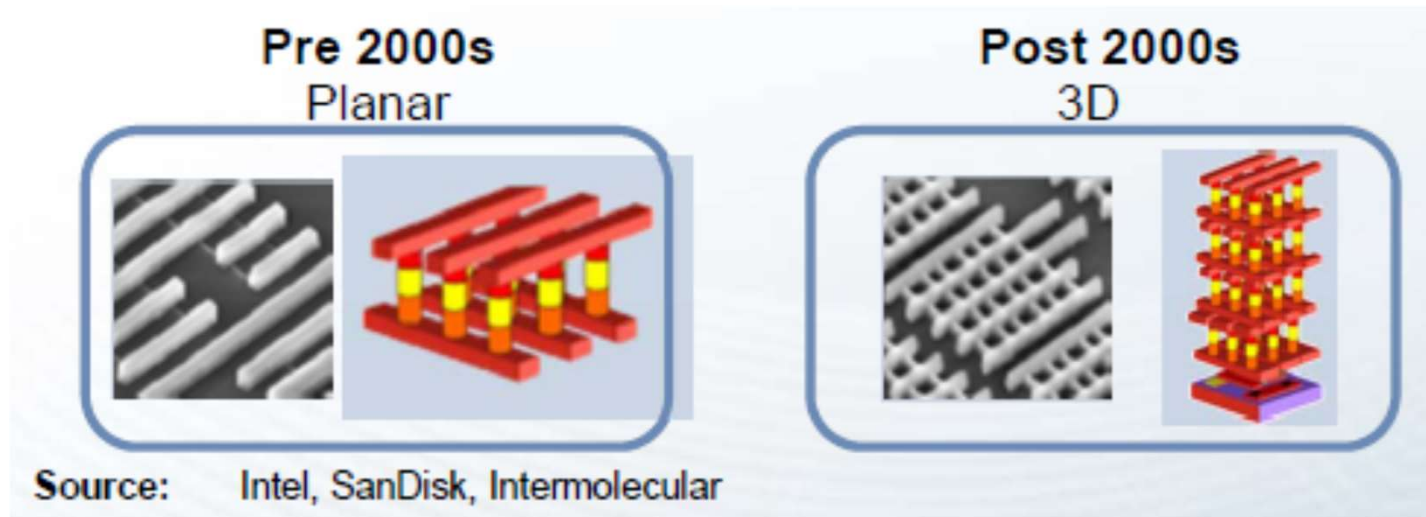 Pre 2000s
Planar
Post 2000s
3D
Source: Intel, SanDisk, Intermolecular